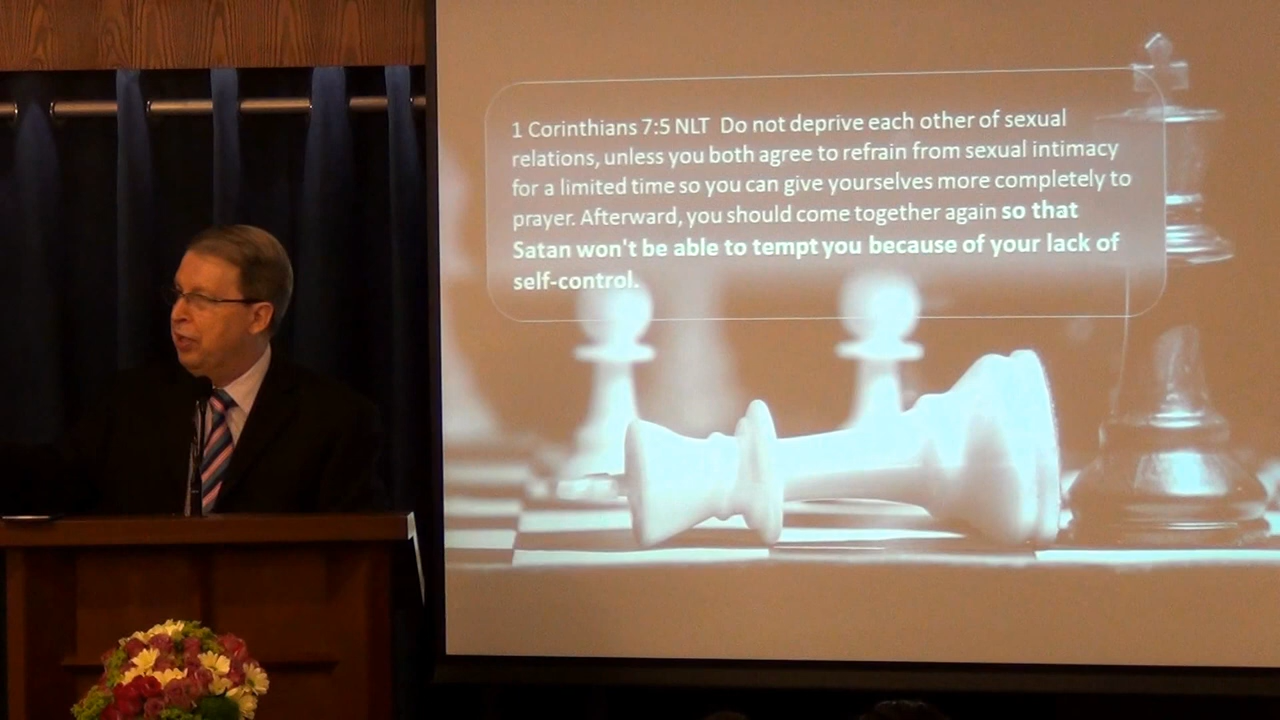 1 Corinthians 7:5 NLT  Do not deprive each other of sexual
relations, unless you both agree to refrain from sexual intimacy
for a limited time so you can give yourselves more completely to
prayer. Afterward, you should come together again so that
Satan won't be able to tempt you because of your lack of
self-control.